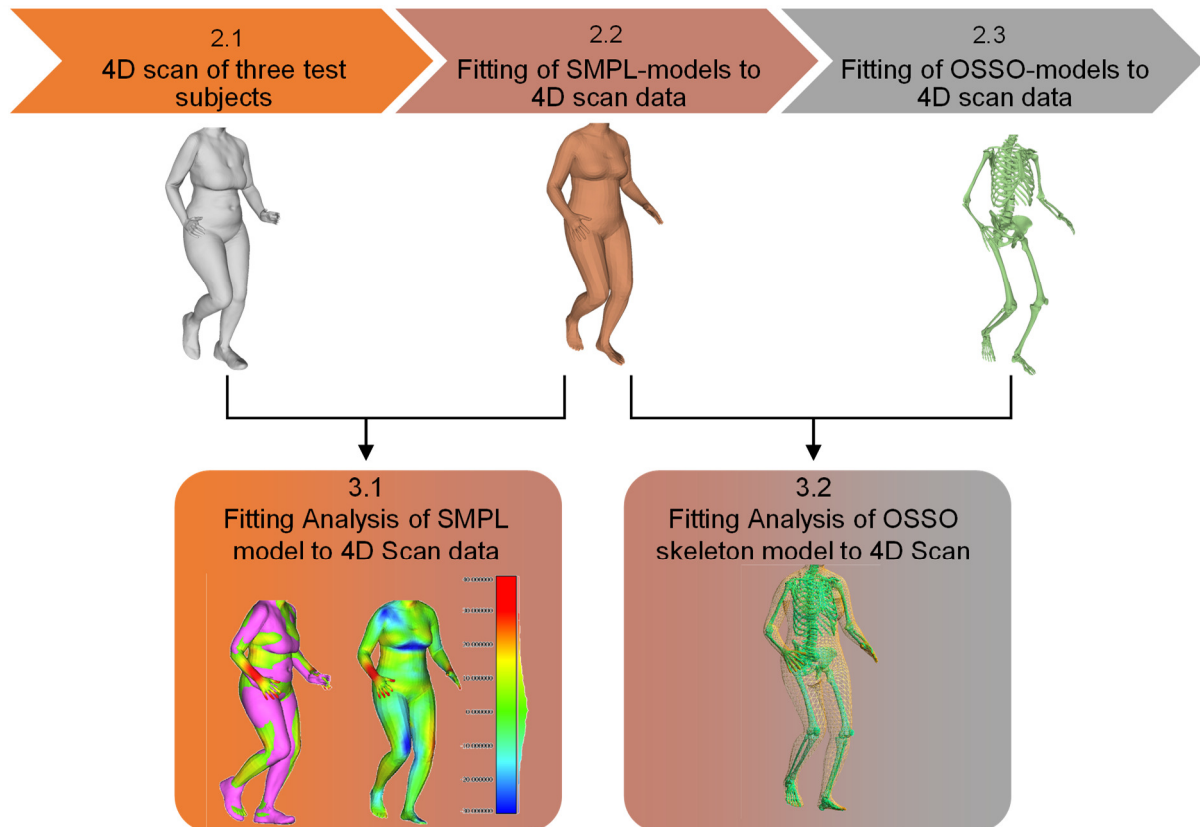 2.1
4D scan of three test
subjects
2.2
Fitting of SMPL-models to
4D scan data
2.3
Fitting of OSSO-models to
4D scan data
3.1
Fitting Analysis of SMPL
model to 4D Scan data
3.2
Fitting Analysis of OSSO
skeleton model to 4D Scan